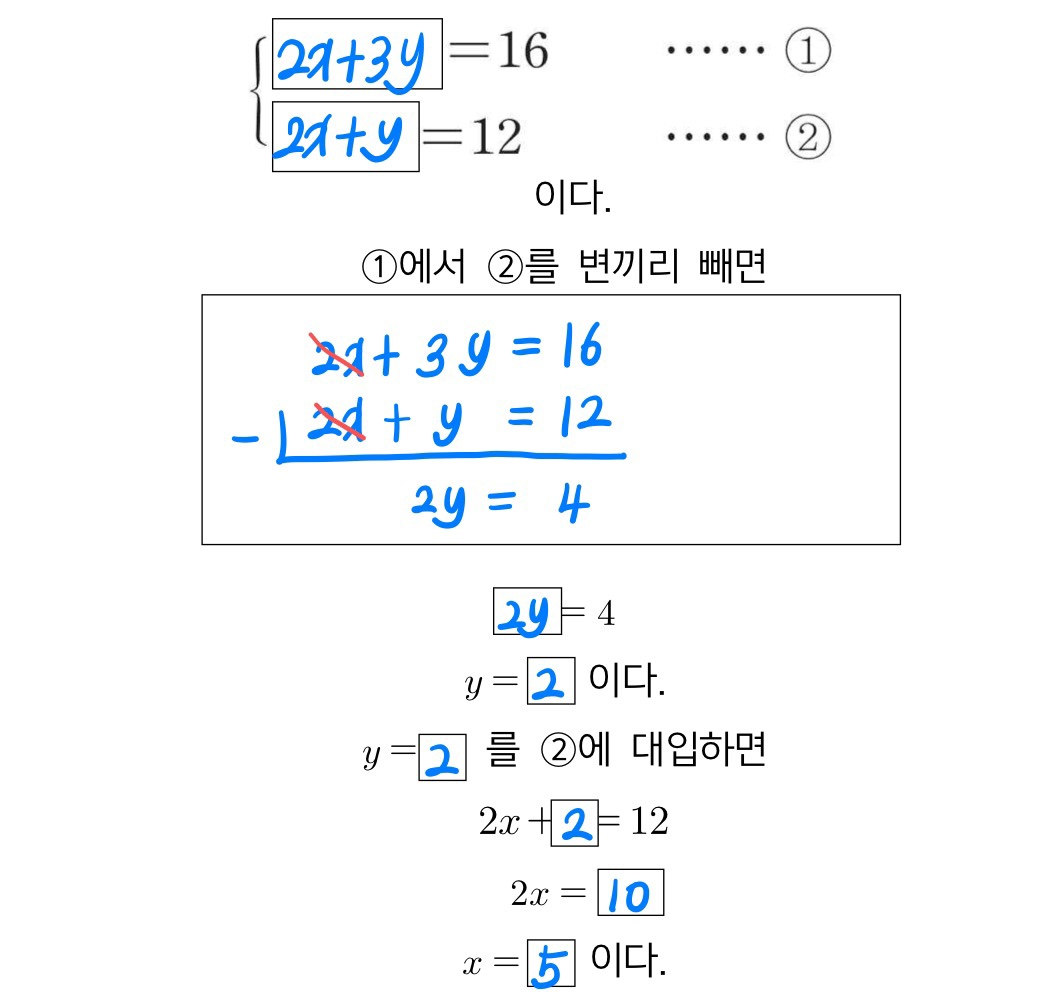 2x+3y=16 ⋯⋯ ①
2x+y=12 ⋯⋯ ②
이다.
①에서 ②를 변끼리 빼면
2x+3y=16
- 2x+y=12
2y=4
2y=4
y=2 이다.
y=2 를 ②에 대입하면
2x+2=12
2x=10
x=5 이다.